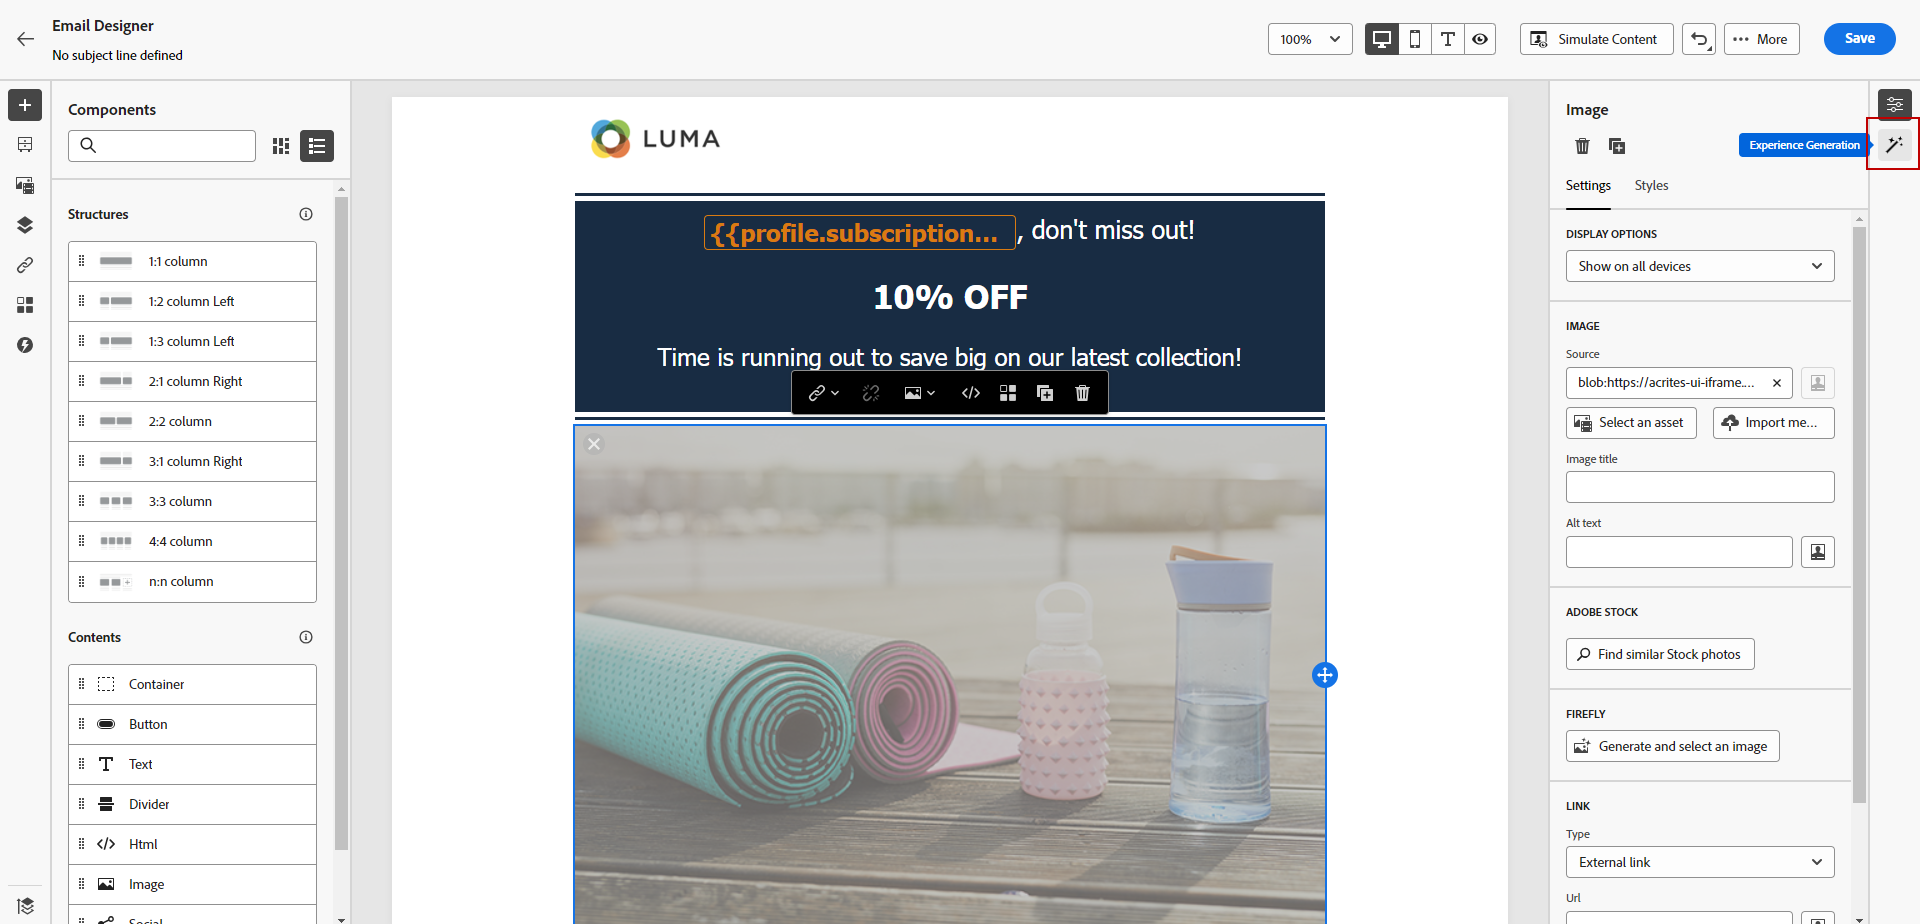 Email Designer
No subject line defined
100%
Simulate Content
More
Save
Components
Structures
1:1 column
1:2 column Left
1:3 column Left
2:1 column Right
2:2 column
3:1 column Right
3:3 column
4:4 column
n:n column
Contents
Container
Button
Text
Divider
Html
Image
Social
LUMA
{{profile.subscription... , don't miss out!
10% OFF
Time is running out to save big on our latest collection!
Image
Experience Generation
Settings
Styles
DISPLAY OPTIONS
Show on all devices
IMAGE
Source
blob:https://acrites-ui-iframe....
Select an asset
Import me...
Image title
Alt text
ADOBE STOCK
Find similar Stock photos
FIREFLY
Generate and select an image
LINK
Type
External link
Url